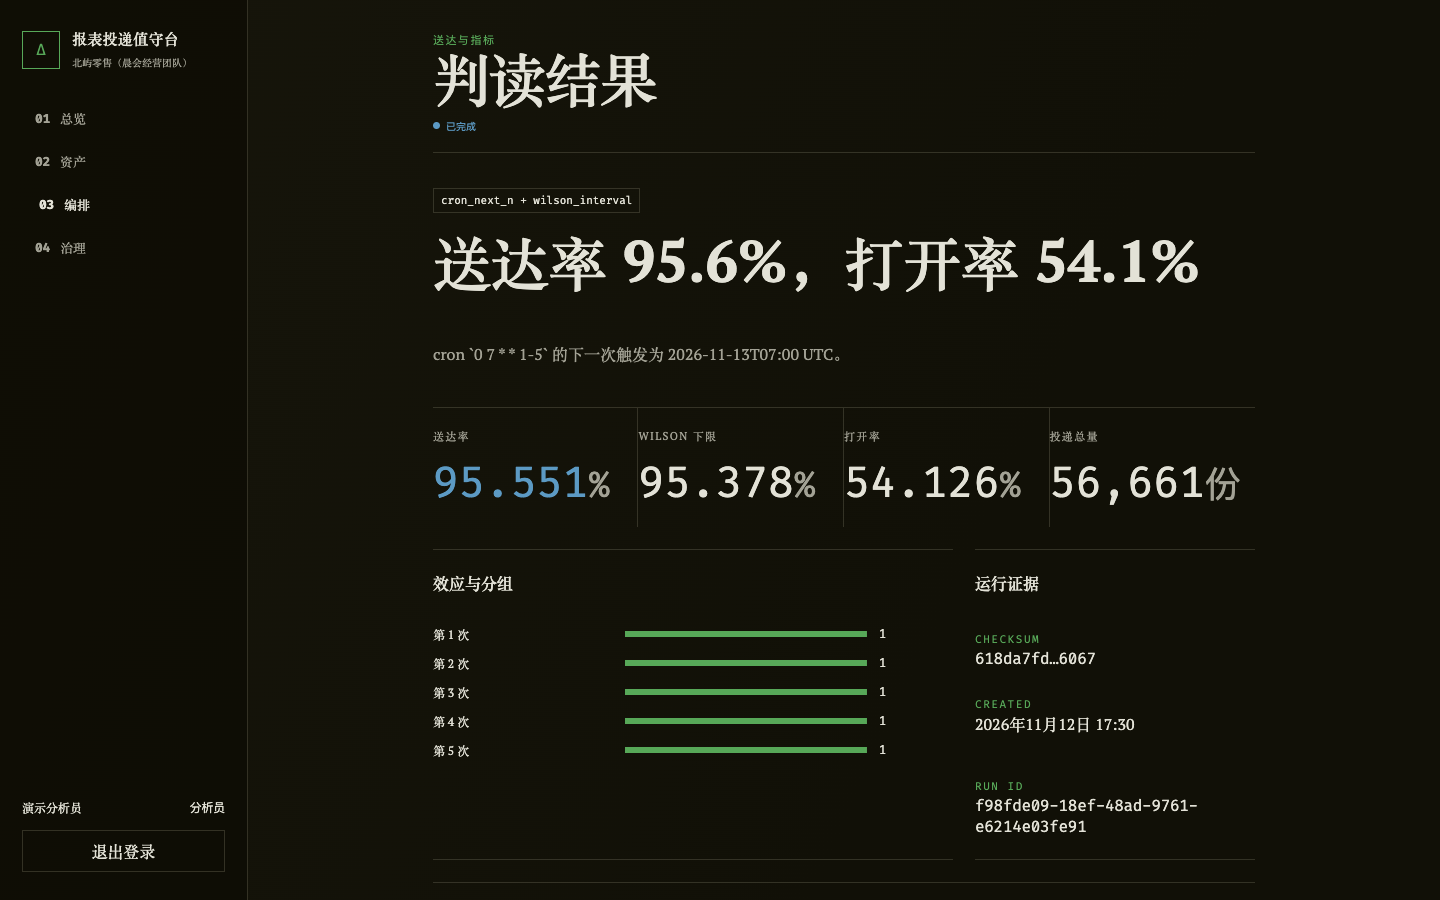 Δ
报表投递值守台
北屿零售（晨会经营团队）
01 总览
02 资产
03 编排
04 治理
演示分析员 分析员
退出登录
送达与指标
判读结果
已完成
cron_next_n + wilson_interval
送达率 95.6%，打开率 54.1%
cron `0 7 * * 1-5` 的下一次触发为 2026-11-13T07:00 UTC。
送达率
95.551%
WILSON 下限
95.378%
打开率
54.126%
投递总量
56,661份
效应与分组
第 1 次 1
第 2 次 1
第 3 次 1
第 4 次 1
第 5 次 1
运行证据
CHECKSUM
618da7fd…6067
CREATED
2026年11月12日 17:30
RUN ID
f98fde09-18ef-48ad-9761-
e6214e03fe91